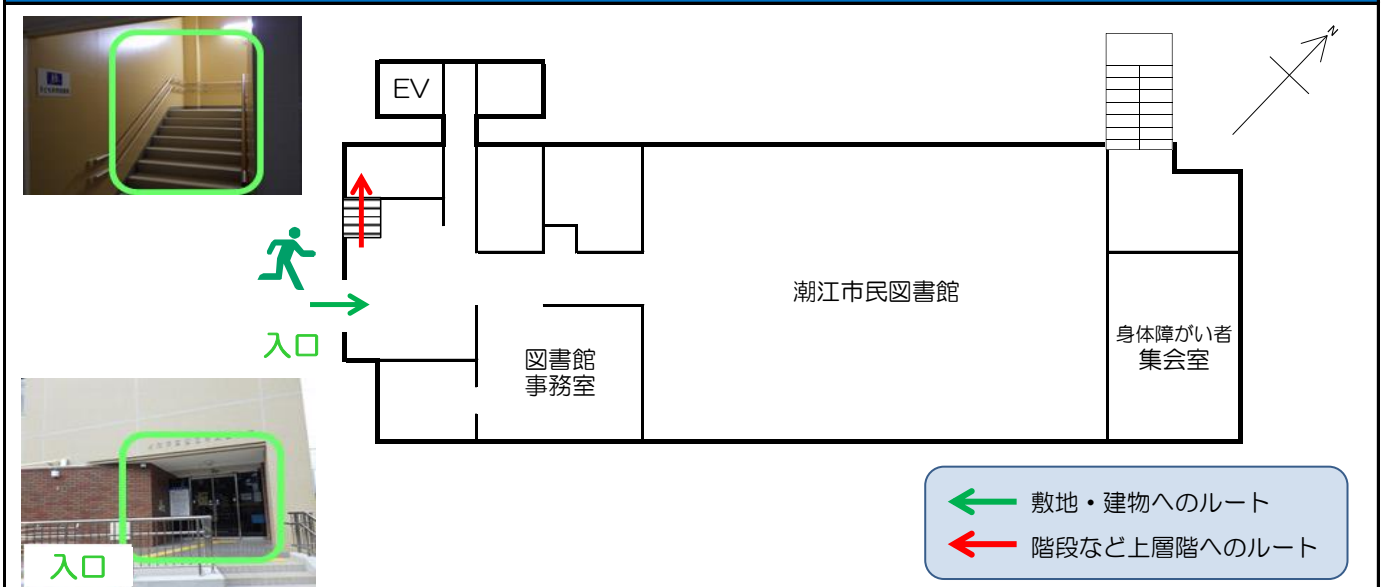 EV
N
潮江市民図書館
入口
図書館
事務室
身体障がい者
集会室
入口
敷地・建物へのルート
階段など上層階へのルート